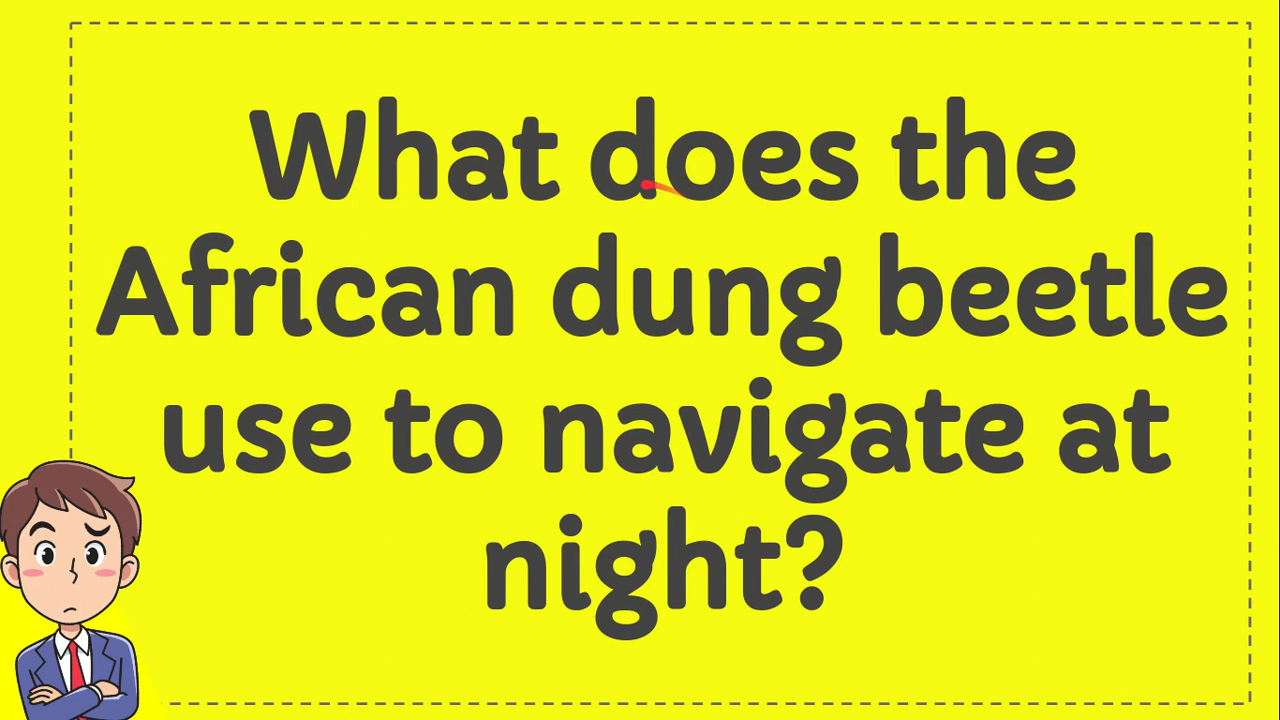 What does the
African dung beetle
use to navigate at
night?